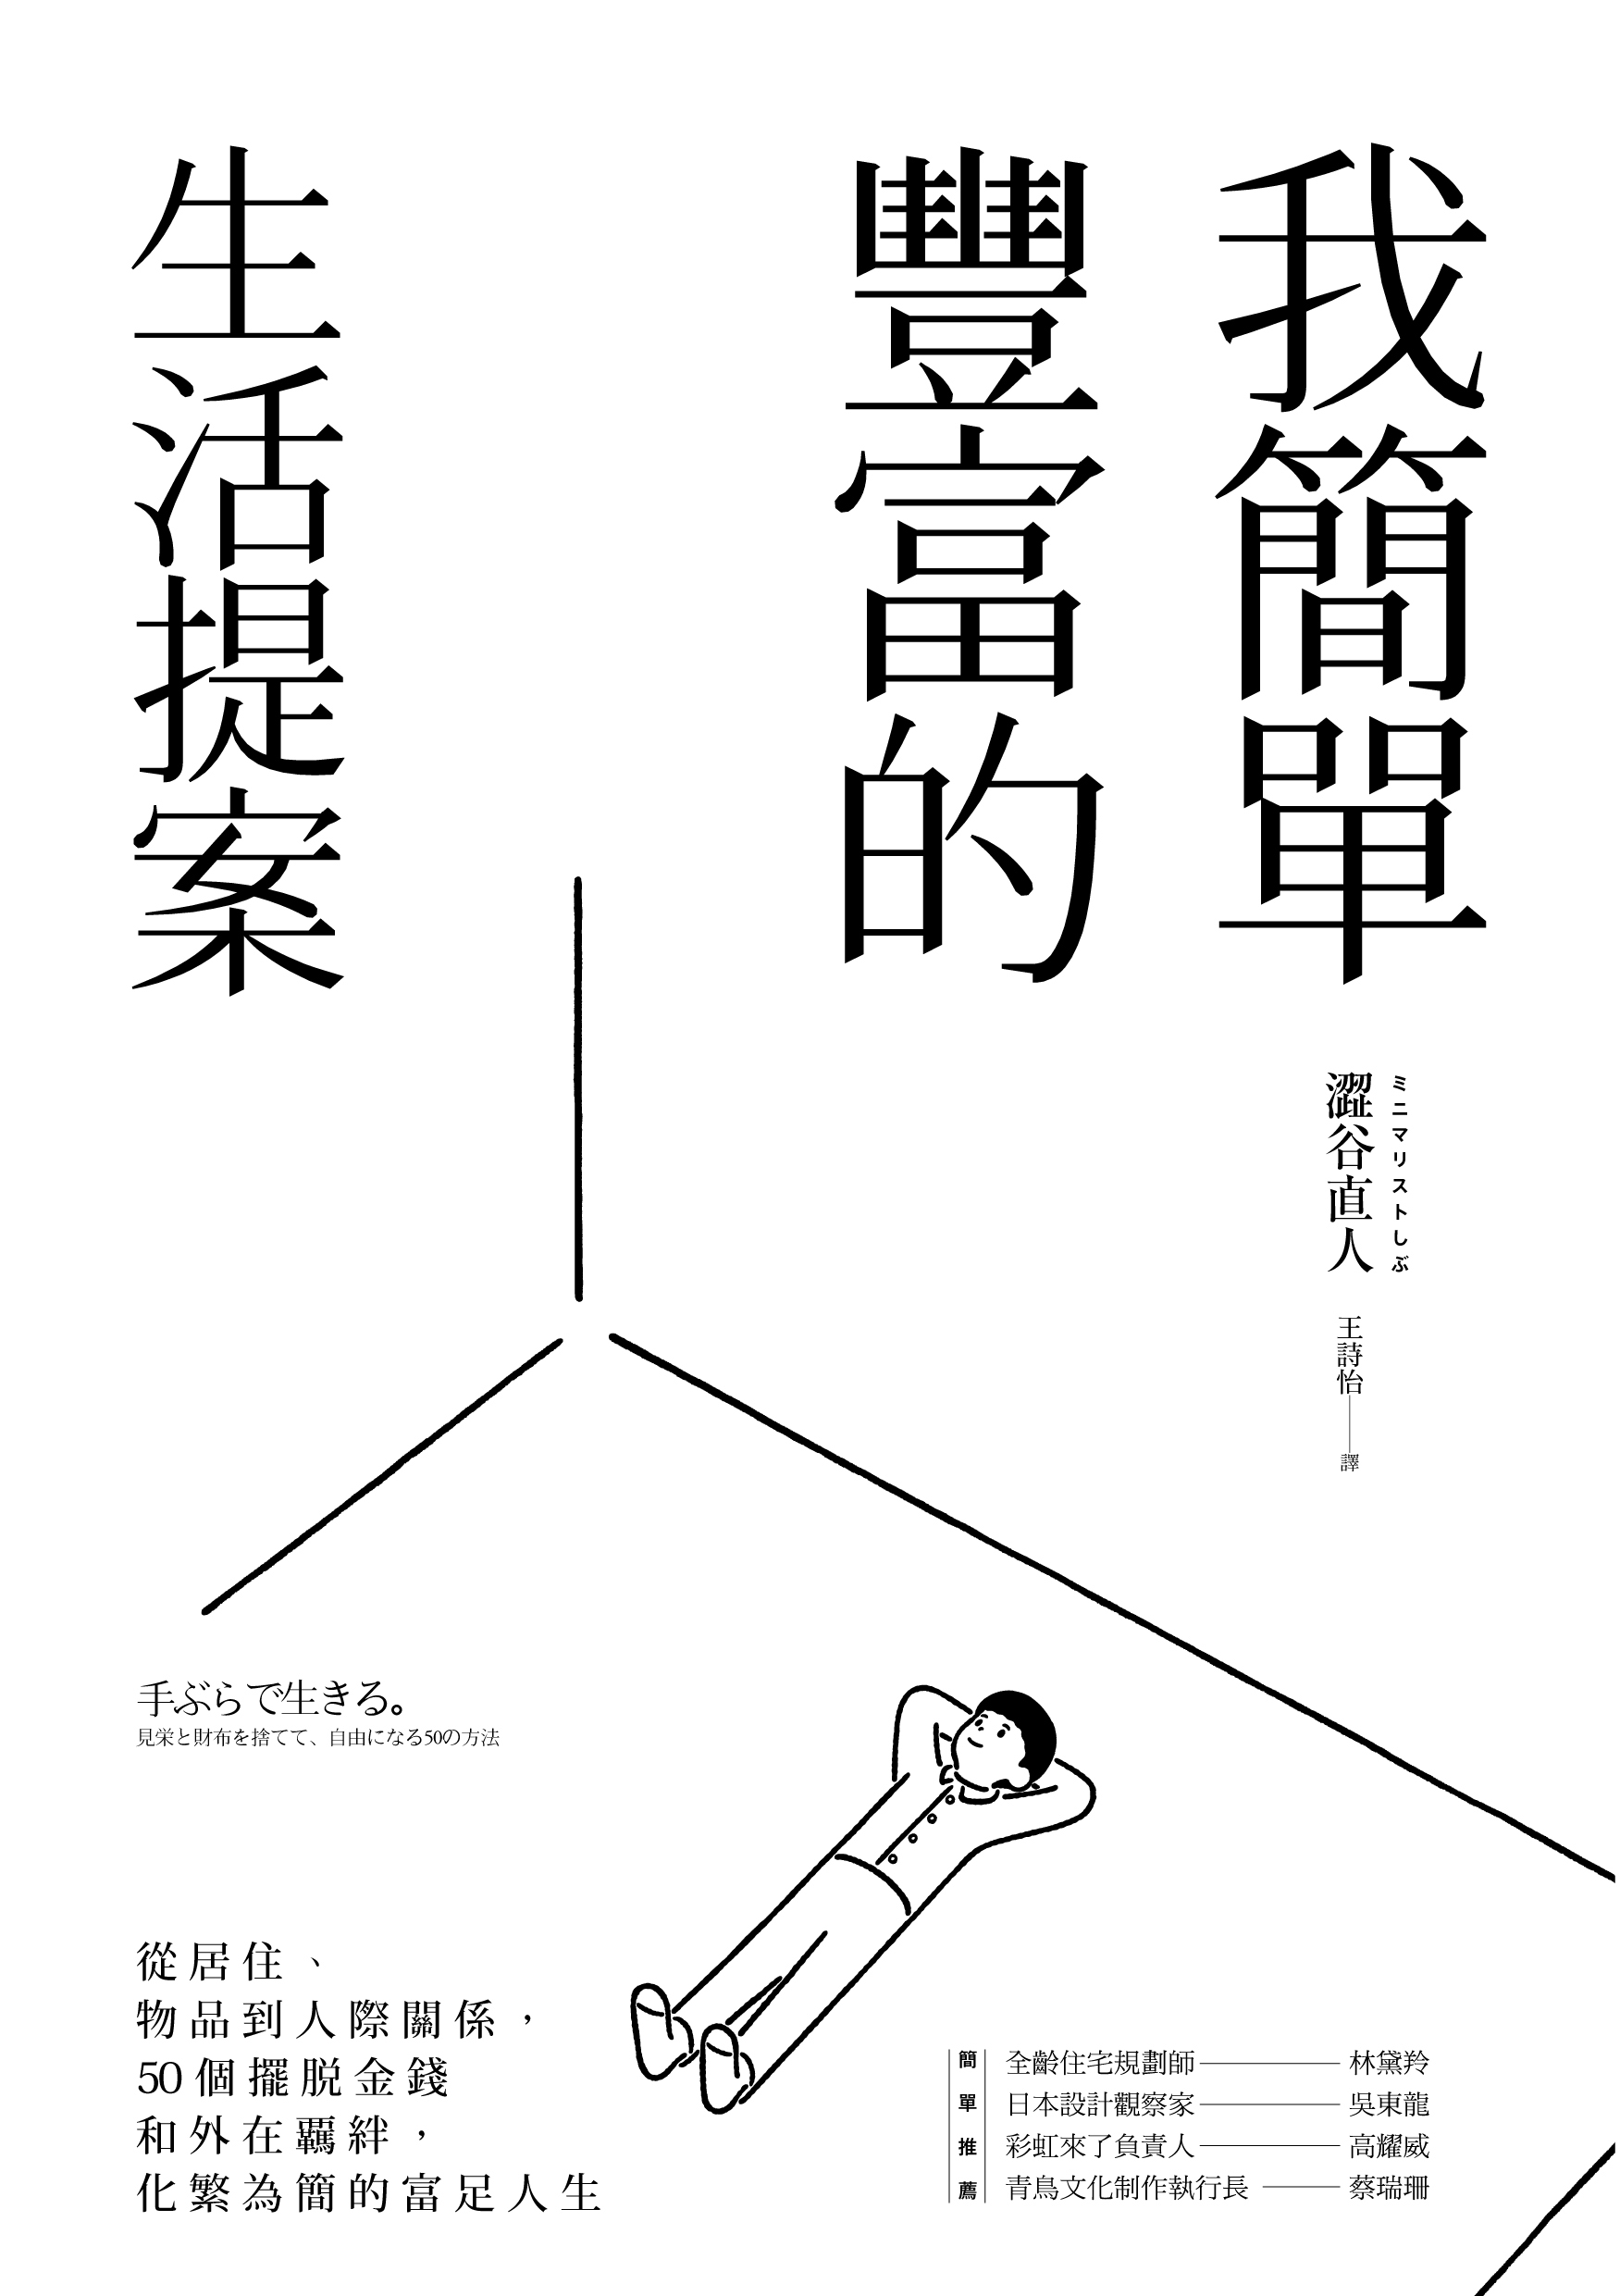 我簡單
豐富的
生活提案
ミニマリストしぶ
澀谷直人
王詩怡——譯
手ぶらで生きる。
見栄と財布を捨てて、自由になる50の方法
從居住、
物品到人際關係，
50個擺脫金錢
和外在羈絆，
化繁為簡的富足人生
簡單推薦
全齡住宅規劃師——林黛羚
日本設計觀察家——吳東龍
彩虹來了負責人——高耀威
青鳥文化制作執行長——蔡瑞珊